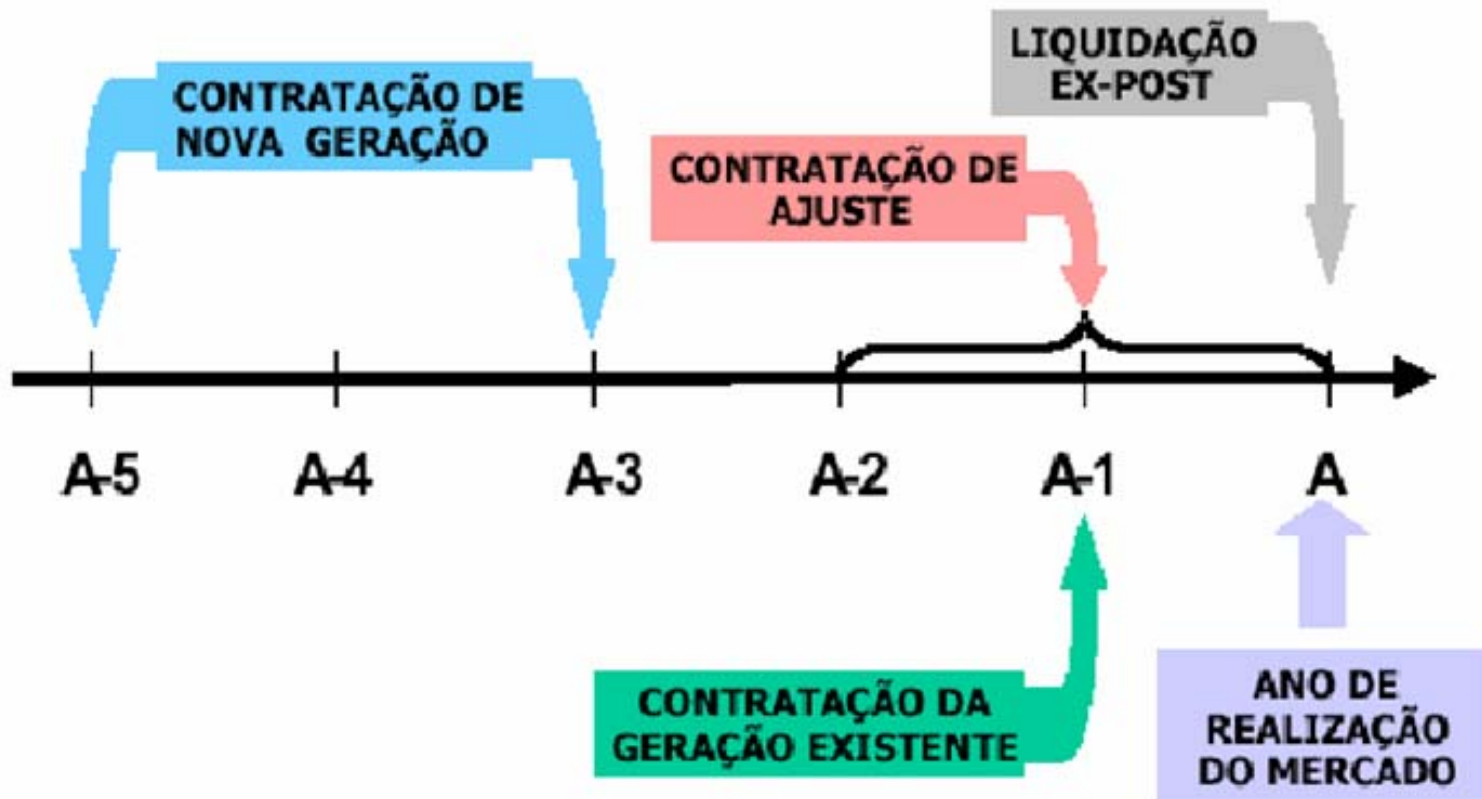 LIQUIDAÇÃO
EX-POST
CONTRATAÇÃO DE
NOVA GERAÇÃO
CONTRATAÇÃO DE
AJUSTE
A-5
A-4
A-3
A-2
A-1
A
CONTRATAÇÃO DA
GERAÇÃO EXISTENTE
ANO DE
REALIZAÇÃO
DO MERCADO